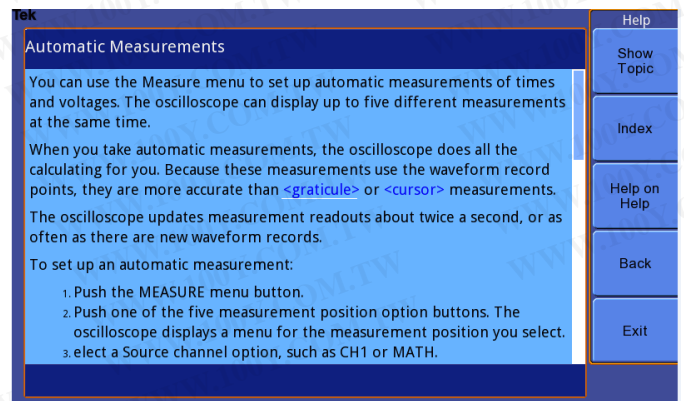 Tek
Help
Automatic Measurements
You can use the Measure menu to set up automatic measurements of times
and voltages. The oscilloscope can display up to five different measurements
at the same time.
When you take automatic measurements, the oscilloscope does all the
calculating for you. Because these measurements use the waveform record
points, they are more accurate than <graticule> or <cursor> measurements.
The oscilloscope updates measurement readouts about twice a second, or as
often as there are new waveform records.
To set up an automatic measurement:
1. Push the MEASURE menu button.
2. Push one of the five measurement position option buttons. The
oscilloscope displays a menu for the measurement position you select.
3. elect a Source channel option, such as CH1 or MATH.
Show
Topic
Index
Help on
Help
Back
Exit
WWW.100Y.COM.TW